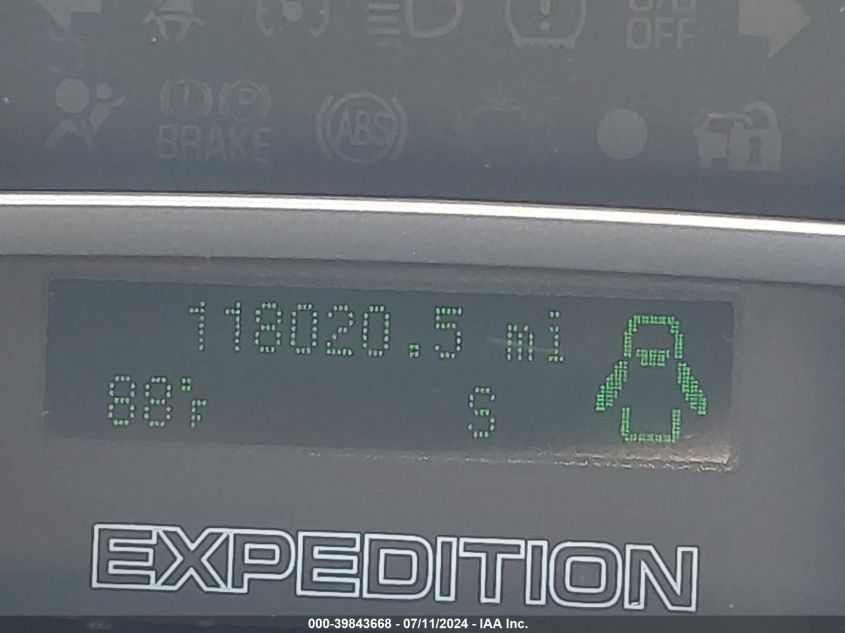 O/D
OFF
BRAKE
ABS
118020.5 mi
88°F S
EXPEDITION
000-39843668 - 07/11/2024 - IAA Inc.